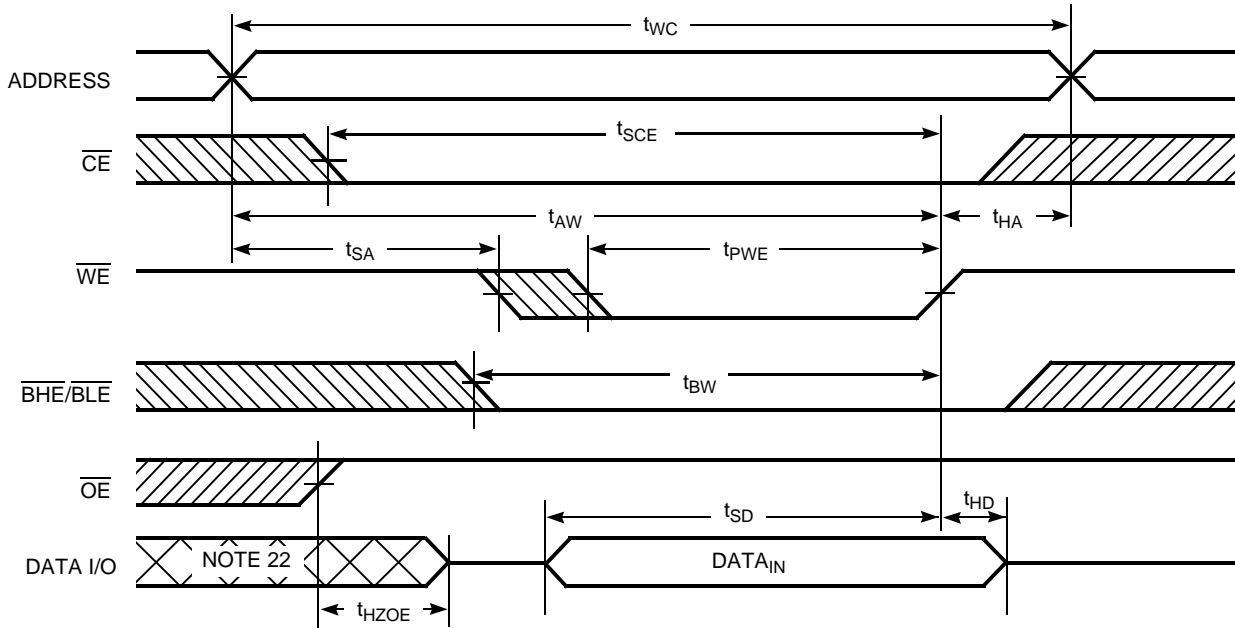 tWC
ADDRESS
tSCE
CE
tAW
tHA
tSA
tPWE
WE
tBW
BHE/BLE
OE
tSD
tHD
DATA I/O
NOTE 22
DATAIN
tHZOE